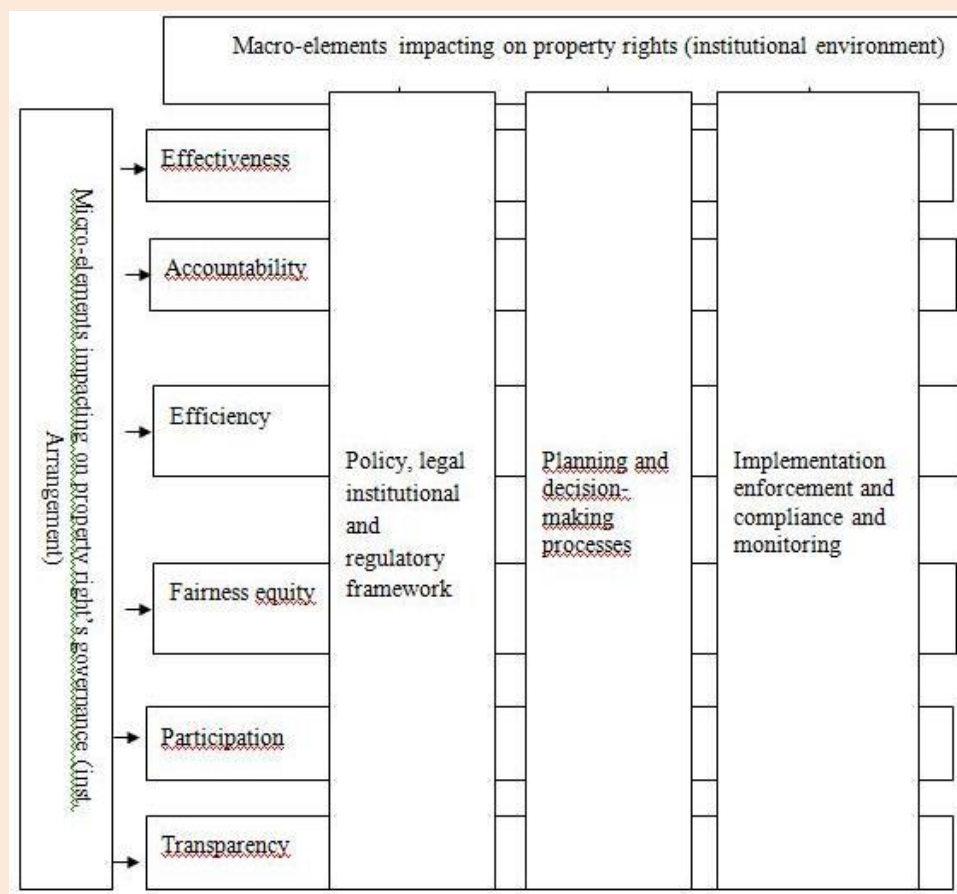 Macro-elements impacting on property rights (institutional environment)
Micro-elements impacting on property right's governance (inst.
Arrangement)
Effectiveness
Accountability
Efficiency
Fairness equity
Participation
Transparency
Policy, legal
institutional
and
regulatory
framework
Planning and
decision-
making
processes
Implementation
enforcement and
compliance and
monitoring